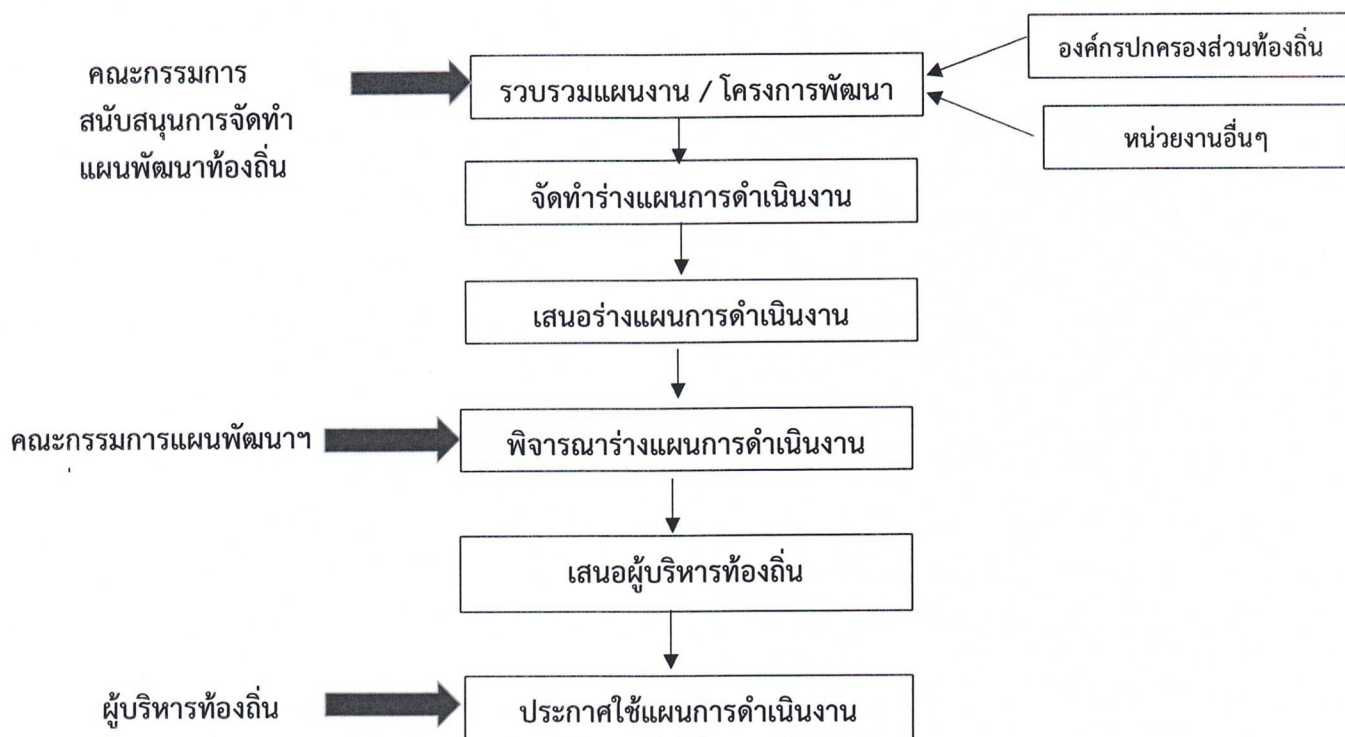 องค์กรปกครองส่วนท้องถิ่น
คณะกรรมการ
สนับสนุนการจัดทำ
แผนพัฒนาท้องถิ่น
รวบรวมแผนงาน / โครงการพัฒนา
หน่วยงานอื่นๆ
จัดทำร่างแผนการดำเนินงาน
เสนอร่างแผนการดำเนินงาน
คณะกรรมการแผนพัฒนาฯ
พิจารณาร่างแผนการดำเนินงาน
เสนอผู้บริหารท้องถิ่น
ผู้บริหารท้องถิ่น
ประกาศใช้แผนการดำเนินงาน